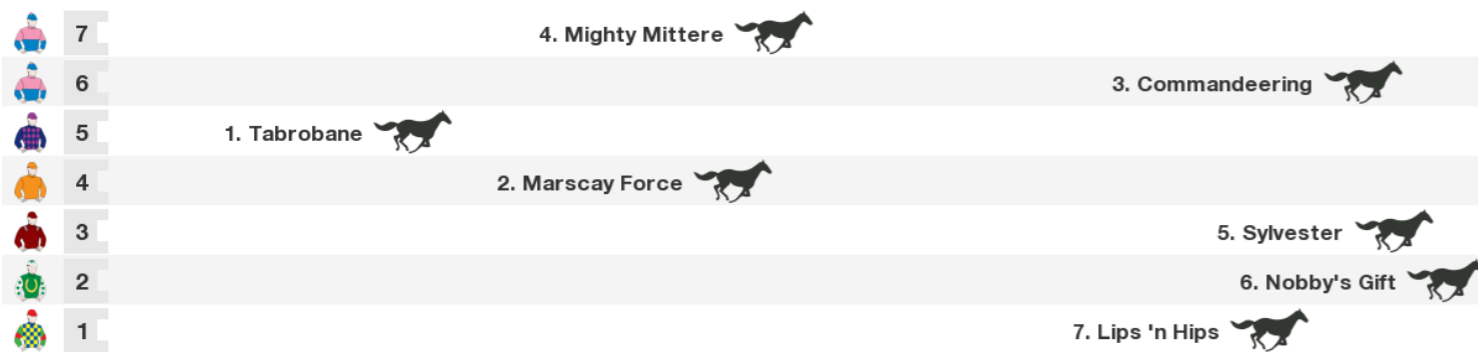 7 4. Mighty Mittere
6 3. Commandeering
5 1. Tabrobane
4 2. Marscay Force
3 5. Sylvester
2 6. Nobby's Gift
1 7. Lips 'n Hips